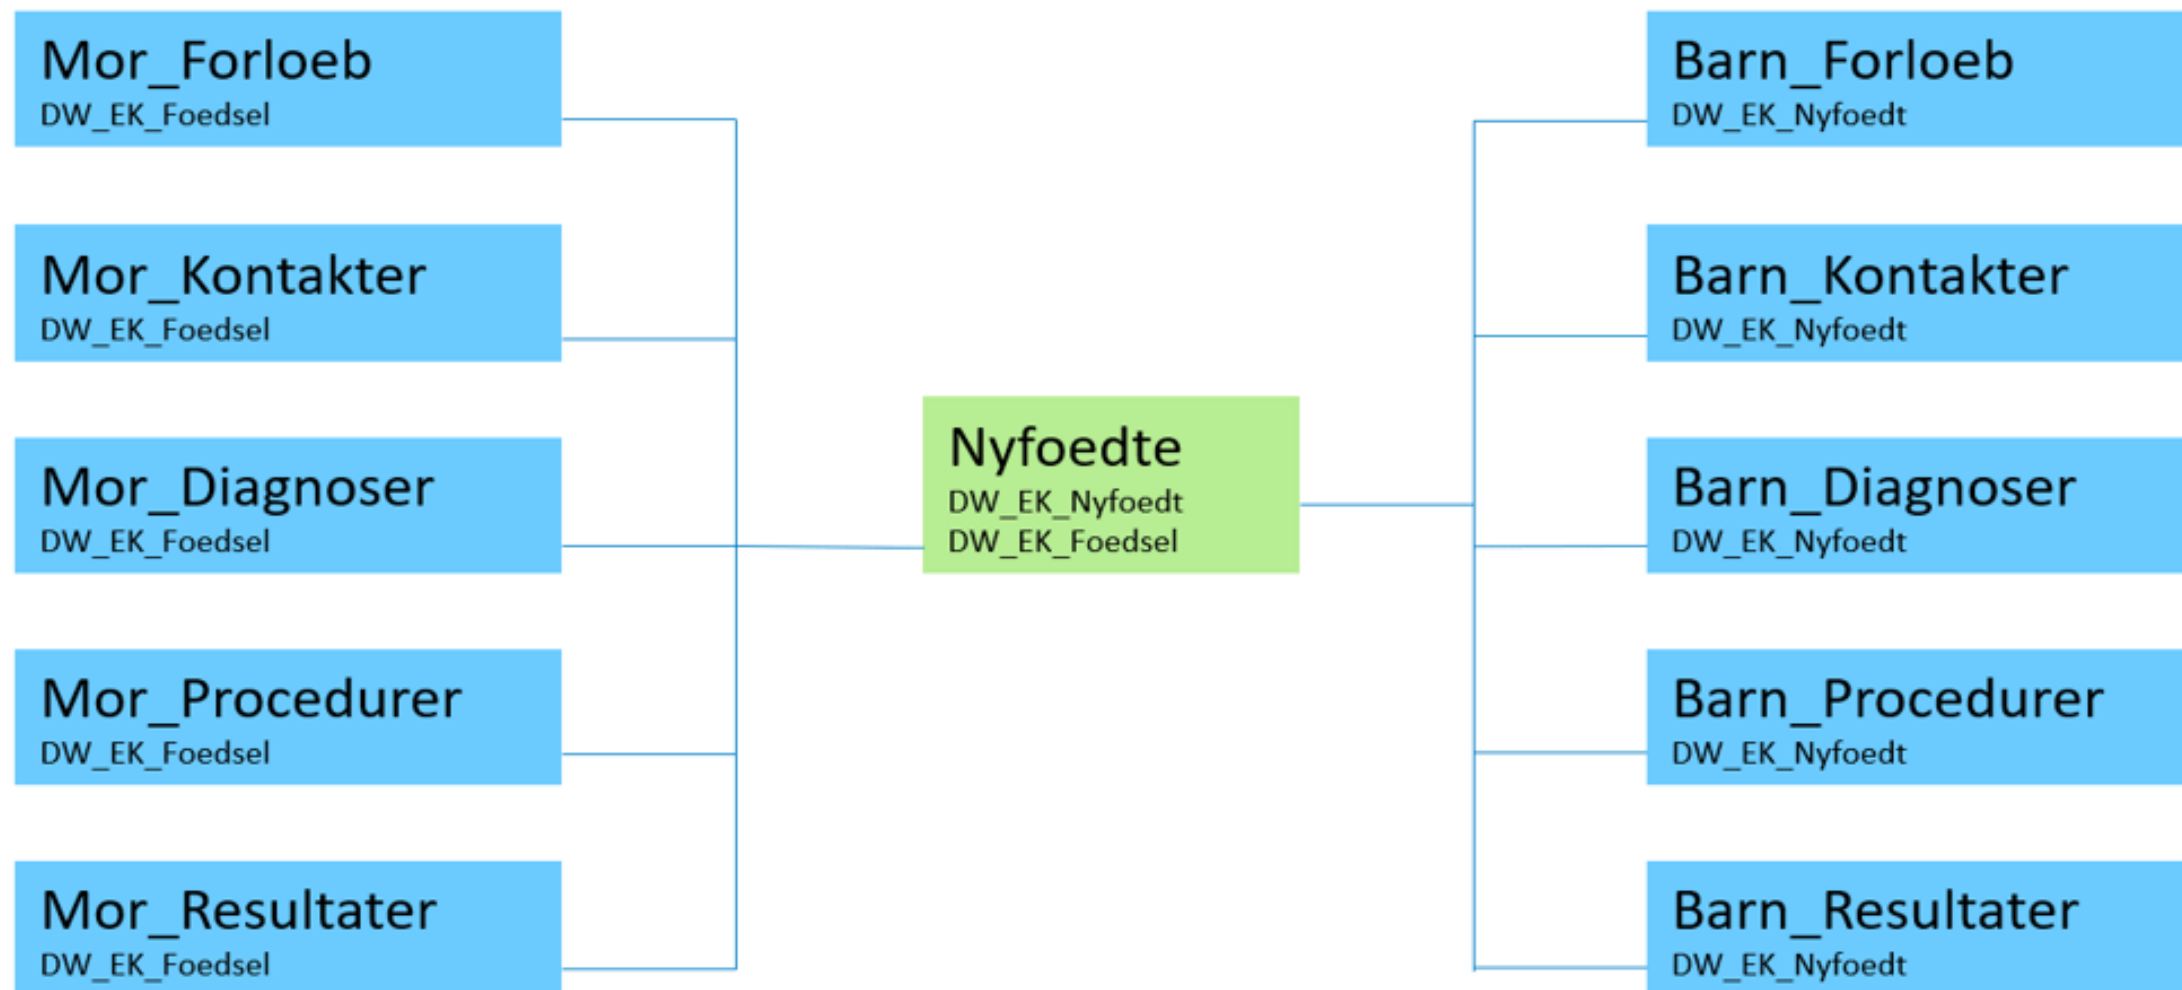 Mor_Forloeb
DW_EK_Foedsel
Mor_Kontakter
DW_EK_Foedsel
Mor_Diagnoser
DW_EK_Foedsel
Mor_Procedurer
DW_EK_Foedsel
Mor_Resultater
DW_EK_Foedsel
Nyfoedte
DW_EK_Nyfoedt
DW_EK_Foedsel
Barn_Forloeb
DW_EK_Nyfoedt
Barn_Kontakter
DW_EK_Nyfoedt
Barn_Diagnoser
DW_EK_Nyfoedt
Barn_Procedurer
DW_EK_Nyfoedt
Barn_Resultater
DW_EK_Nyfoedt